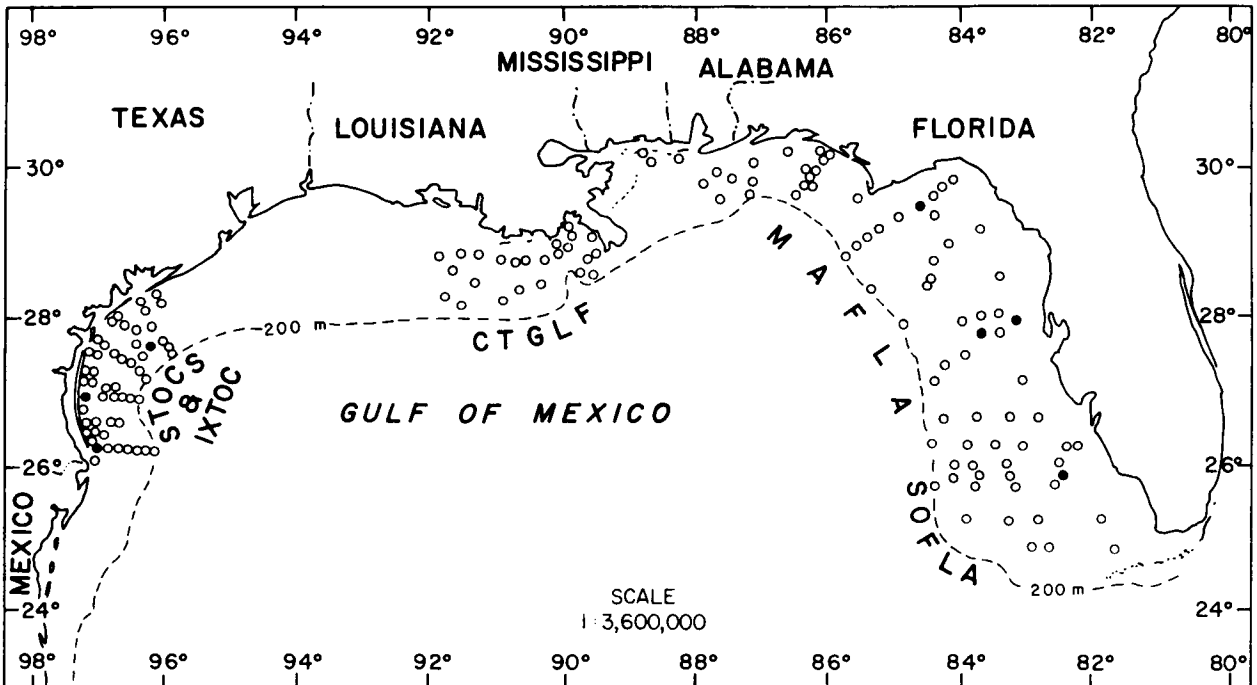 98° 96° 94° 92° 90° 88° 86° 84° 82° 80°
MISSISSIPPI
ALABAMA
TEXAS
LOUISIANA
FLORIDA
30° 30°
MAFLA
28° 28°
200 m
CTGLF
STOCS
&
IXTOC
GULF OF MEXICO
26° 26°
SOFLA
MEXICO
200 m
24° 24°
SCALE
1:3,600,000
98° 96° 94° 92° 90° 88° 86° 84° 82° 80°